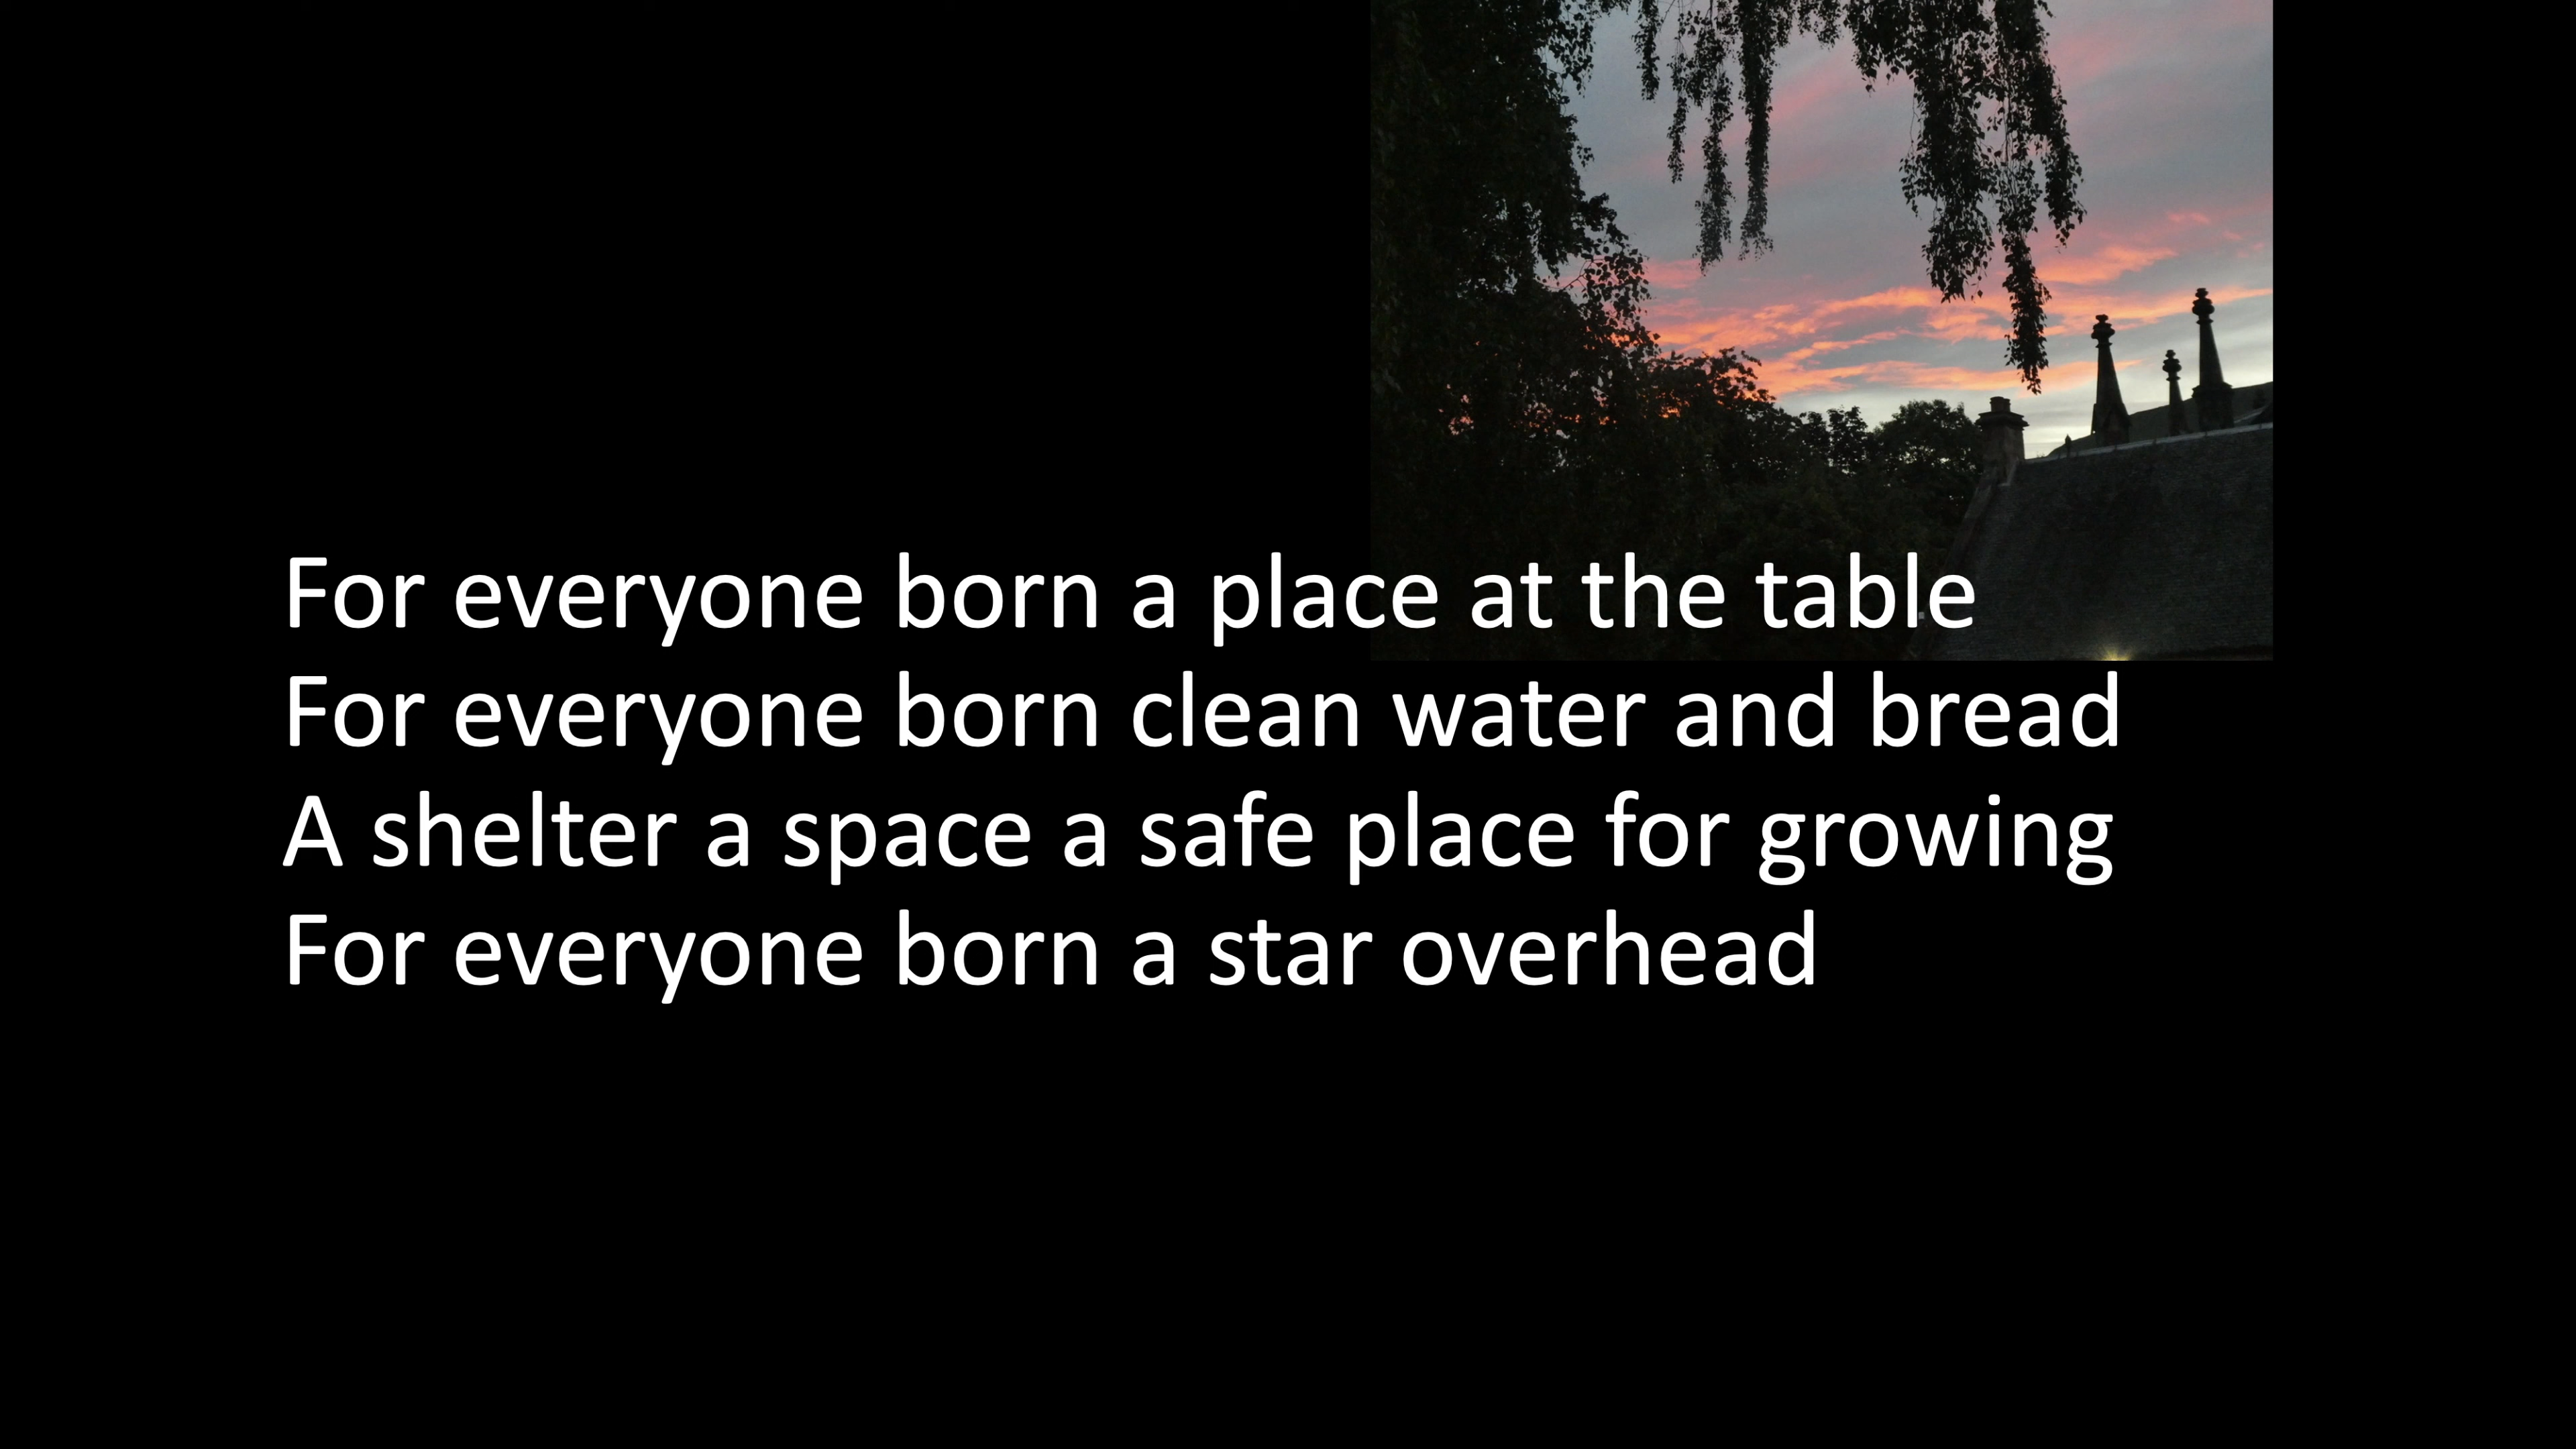 For everyone born a place at the table
For everyone born clean water and bread
A shelter a space a safe place for growing
For everyone born a star overhead